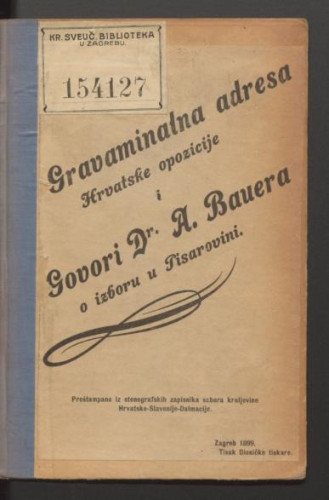 KR. SVEUČ. BIBLIOTEKA
U ZAGREBU.
154127
Gravaminalna adresa
Hrvatske opozicije
i
Govori Dr. A. Bauera
o izboru u Pisarovini.
Preštampano iz stenografskih zapisnika sabora kraljevine
Hrvatske-Slavonije-Dalmacije.
Zagreb
Tisak Dioničke tiskare.